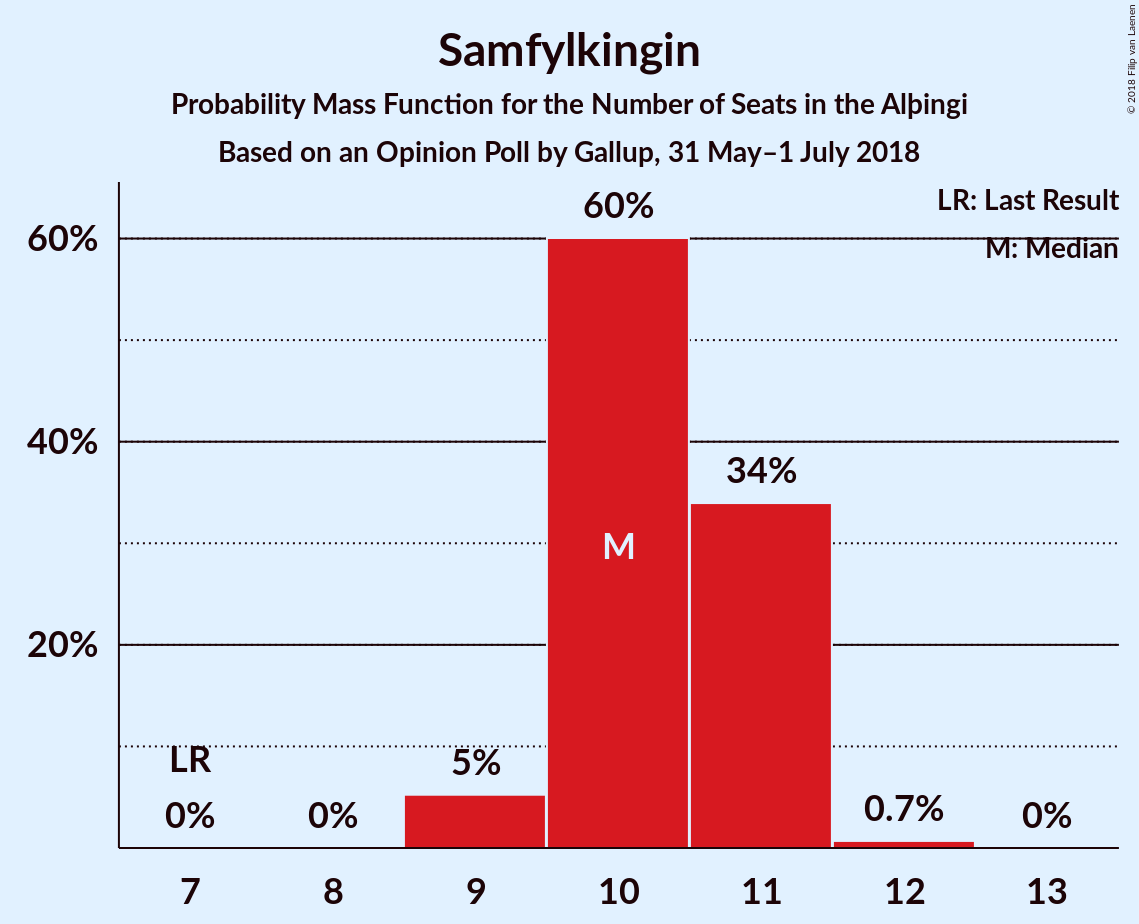 Samfylkingin
Probability Mass Function for the Number of Seats in the Alþingi
Based on an Opinion Poll by Gallup, 31 May–1 July 2018
© 2018 Filip van Laenen
LR: Last Result
M: Median
60%
40%
20%
60%
34%
M
LR
0%
0%
5%
0.7%
0%
7
8
9
10
11
12
13